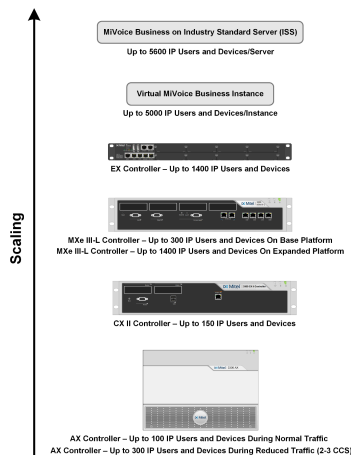 MiVoice Business on Industry Standard Server (ISS)
Up to 5600 IP Users and Devices/Server
Virtual MiVoice Business Instance
Up to 5000 IP Users and Devices/Instance
EX Controller – Up to 1400 IP Users and Devices
Mitel
MXe III-L Controller – Up to 300 IP Users and Devices On Base Platform
MXe III-L Controller – Up to 1400 IP Users and Devices On Expanded Platform
Scaling
Mitel
CX II Controller – Up to 150 IP Users and Devices
Mitel
AX Controller – Up to 100 IP Users and Devices During Normal Traffic
AX Controller – Up to 300 IP Users and Devices During Reduced Traffic (2-3 CCS)